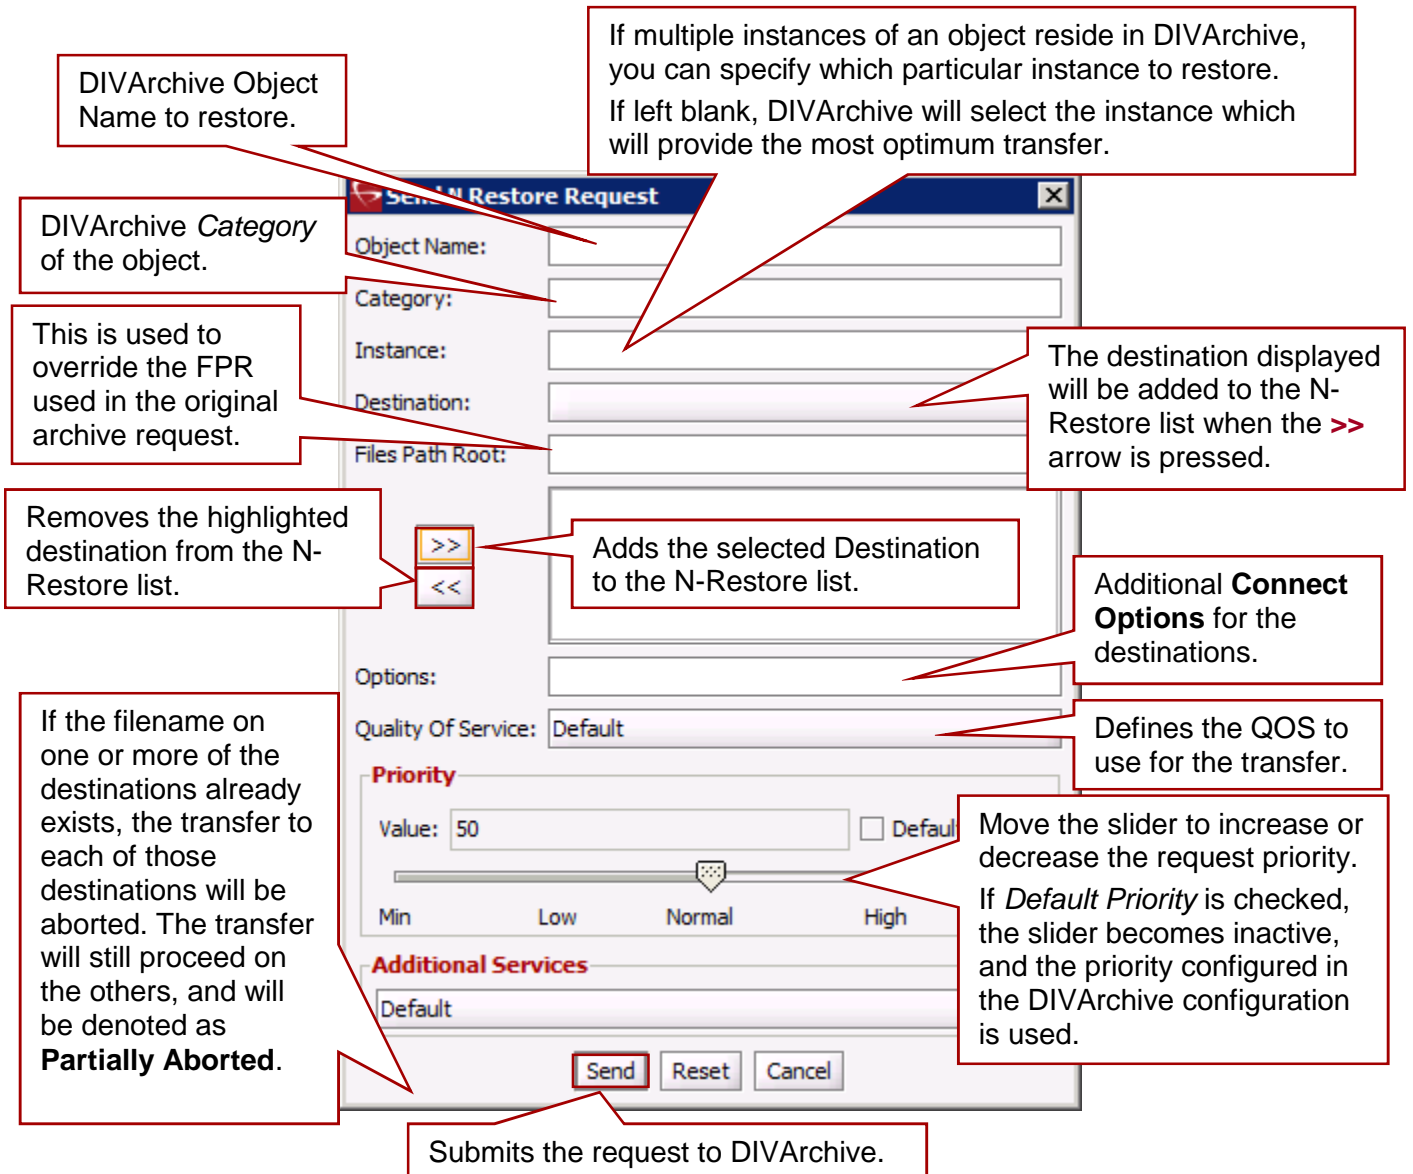 If multiple instances of an object reside in DIVArchive,
you can specify which particular instance to restore.
If left blank, DIVArchive will select the instance which
will provide the most optimum transfer.
DIVArchive Object
Name to restore.
Send N Restore Request
DIVArchive Category
of the object.
Object Name:
Category:
This is used to
override the FPR
used in the original
archive request.
Instance:
Destination:
Files Path Root:
The destination displayed
will be added to the N-
Restore list when the >>
arrow is pressed.
Removes the highlighted
destination from the N-
Restore list.
>>
<<
Adds the selected Destination
to the N-Restore list.
Additional Connect
Options for the
destinations.
Options:
Quality Of Service: Default
Defines the QOS to
use for the transfer.
If the filename on
one or more of the
destinations already
exists, the transfer to
each of those
destinations will be
aborted. The transfer
will still proceed on
the others, and will
be denoted as
Partially Aborted.
Priority
Value: 50
Default
Min Low Normal High
Move the slider to increase or
decrease the request priority.
If Default Priority is checked,
the slider becomes inactive,
and the priority configured in
the DIVArchive configuration
is used.
Additional Services
Default
Send Reset Cancel
Submits the request to DIVArchive.